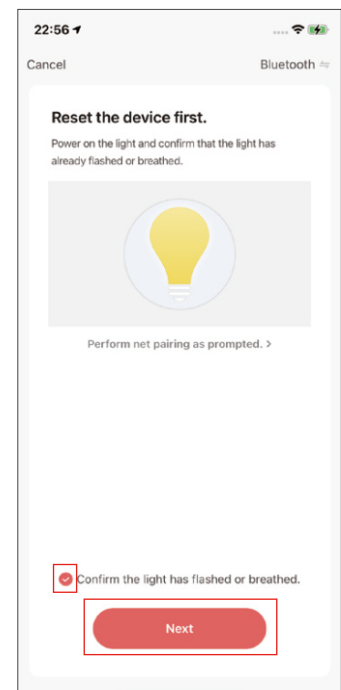 22:56
Cancel
Bluetooth
Reset the device first.
Power on the light and confirm that the light has
already flashed or breathed.
Perform net pairing as prompted. >
Confirm the light has flashed or breathed.
Next